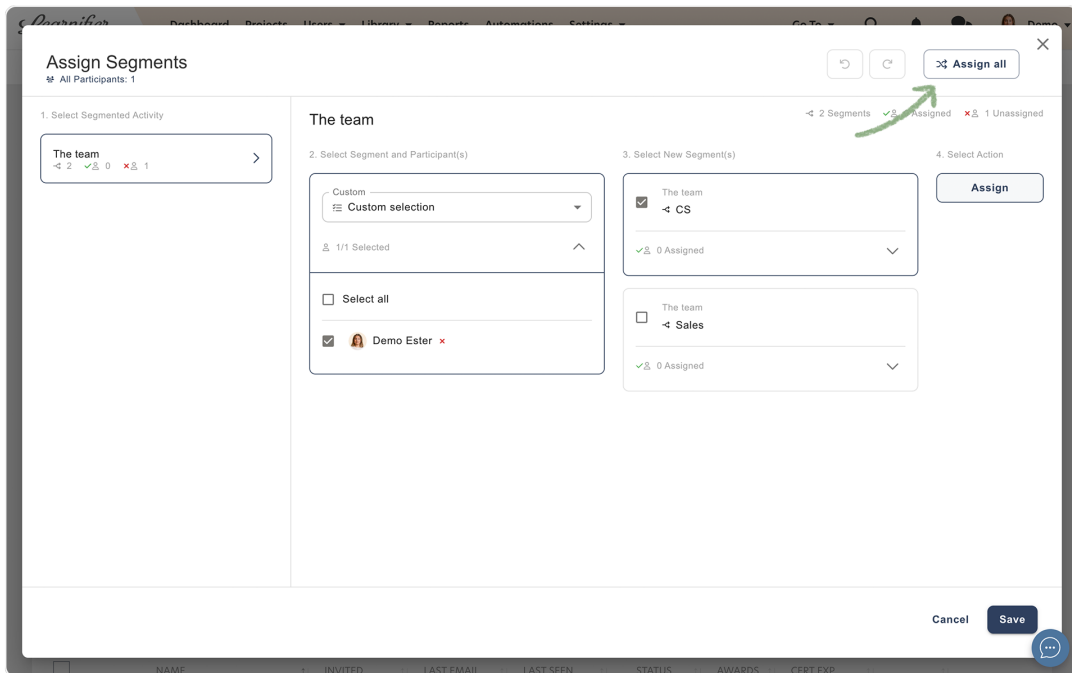 Dashboard Projects Users Library Reports Automations Settings Go To Demo
Assign Segments
All Participants: 1
Assign all
1. Select Segmented Activity
The team
2 0 1
The team
2 Segments Assigned 1 Unassigned
2. Select Segment and Participant(s)
Custom
Custom selection
1/1 Selected
Select all
Demo Ester
3. Select New Segment(s)
The team
CS
0 Assigned
The team
Sales
0 Assigned
4. Select Action
Assign
Cancel
Save
NAME INVITED LAST EMAIL LAST SEEN STATUS AWARDS CERT EXP